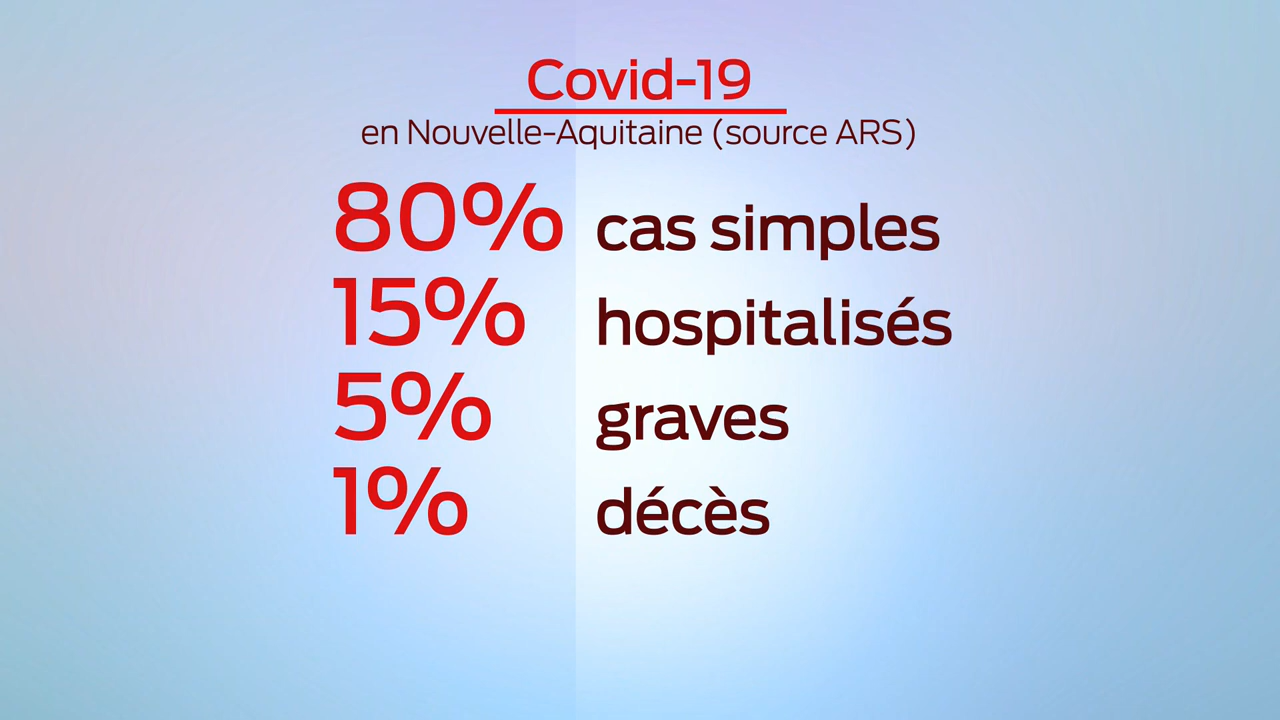 Covid-19
en Nouvelle-Aquitaine (source ARS)
80% cas simples
15% hospitalisés
5% graves
1% décès